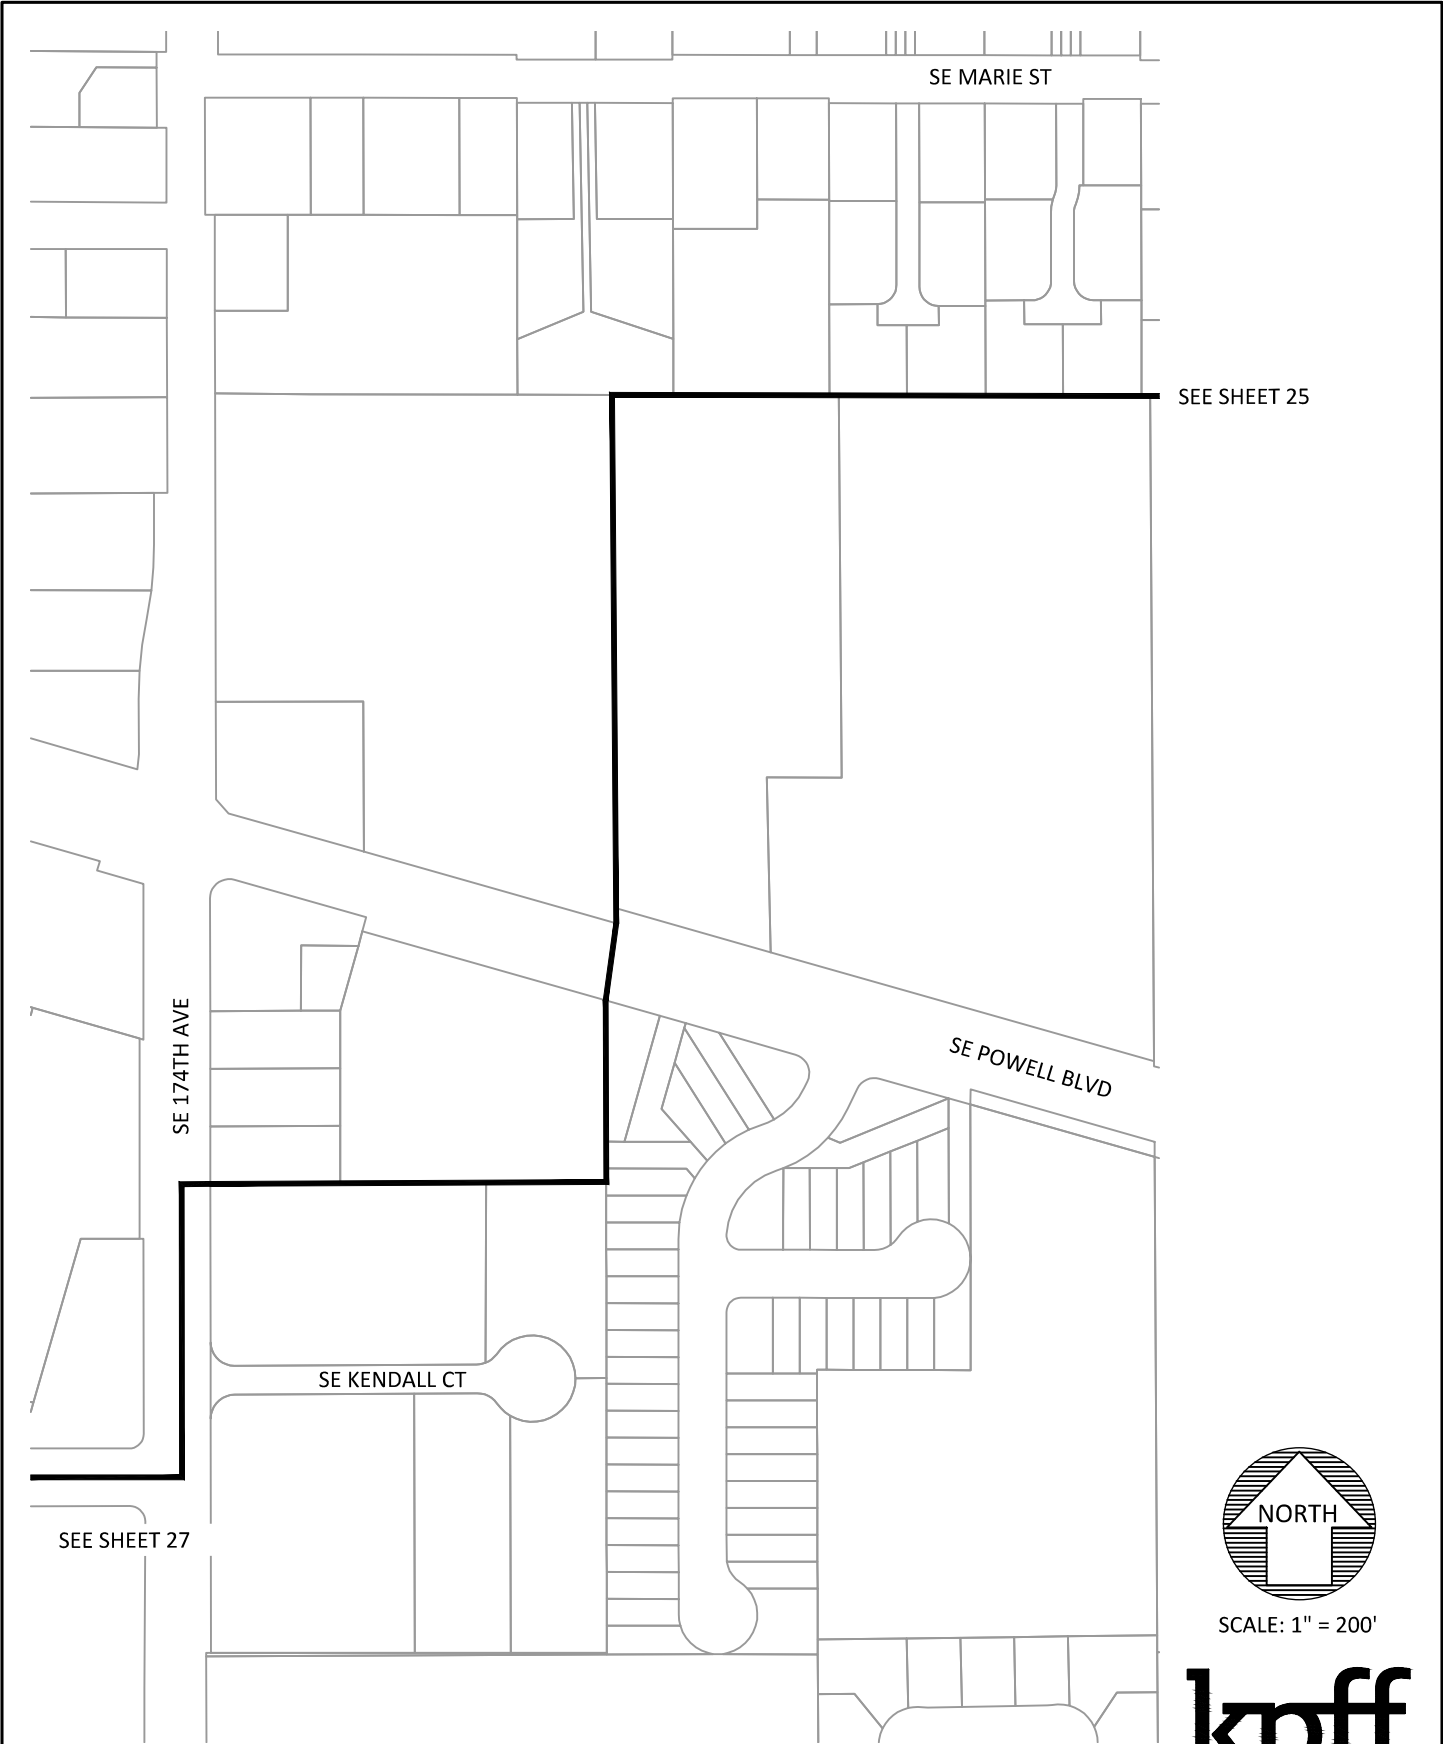 SE MARIE ST
SEE SHEET 25
SE 174TH AVE
SE POWELL BLVD
SE KENDALL CT
SEE SHEET 27
NORTH
SCALE: 1" = 200'
kpff